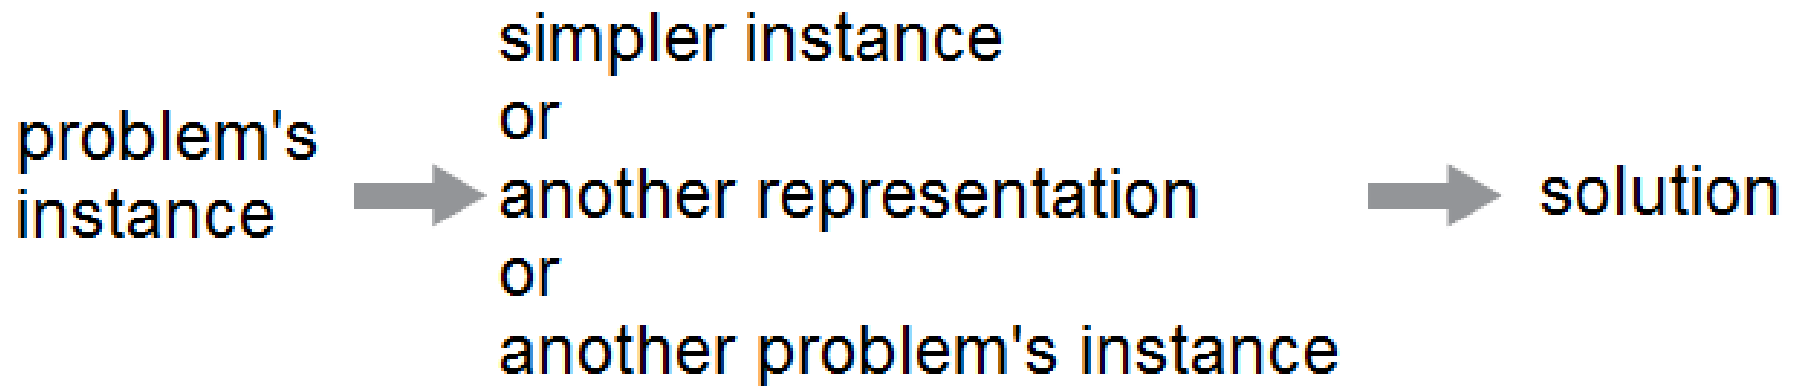 problem's
instance
simpler instance
or
another representation
or
another problem's instance
solution